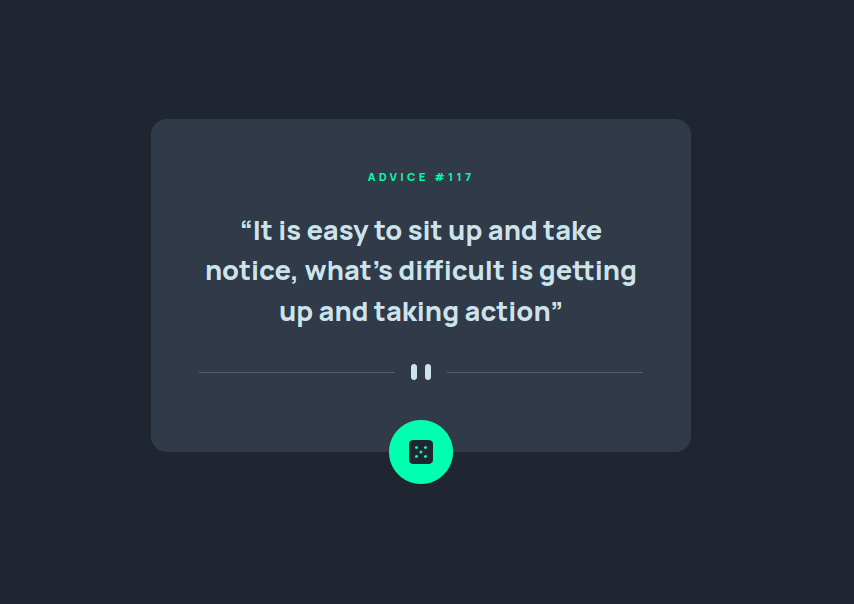 ADVICE #117
“It is easy to sit up and take
notice, what’s difficult is getting
up and taking action”